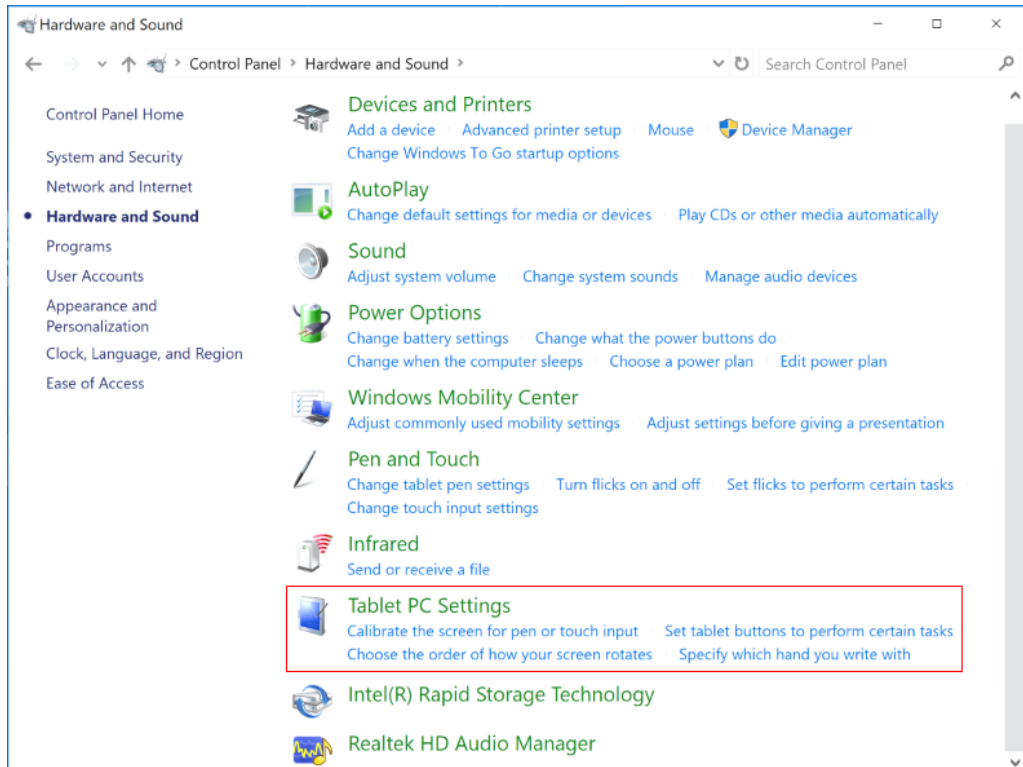 Hardware and Sound
Control Panel > Hardware and Sound >
Search Control Panel
Control Panel Home
System and Security
Network and Internet
Hardware and Sound
Programs
User Accounts
Appearance and
Personalization
Clock, Language, and Region
Ease of Access
Devices and Printers
Add a device Advanced printer setup Mouse Device Manager
Change Windows To Go startup options
AutoPlay
Change default settings for media or devices Play CDs or other media automatically
Sound
Adjust system volume Change system sounds Manage audio devices
Power Options
Change battery settings Change what the power buttons do
Change when the computer sleeps Choose a power plan Edit power plan
Windows Mobility Center
Adjust commonly used mobility settings Adjust settings before giving a presentation
Pen and Touch
Change tablet pen settings Turn flicks on and off Set flicks to perform certain tasks
Change touch input settings
Infrared
Send or receive a file
Tablet PC Settings
Calibrate the screen for pen or touch input Set tablet buttons to perform certain tasks
Choose the order of how your screen rotates Specify which hand you write with
Intel(R) Rapid Storage Technology
Realtek HD Audio Manager